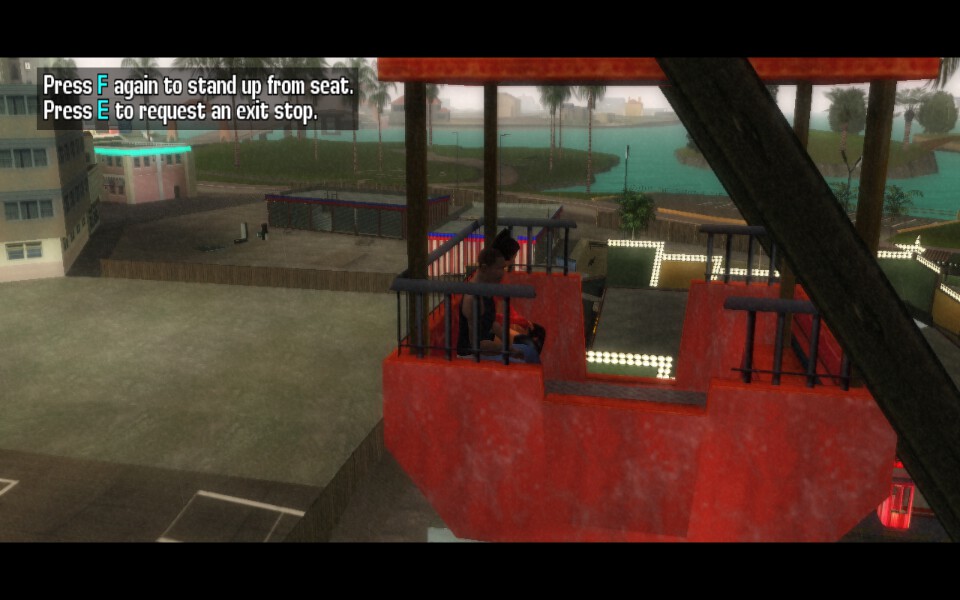 Press F again to stand up from seat.
Press E to request an exit stop.